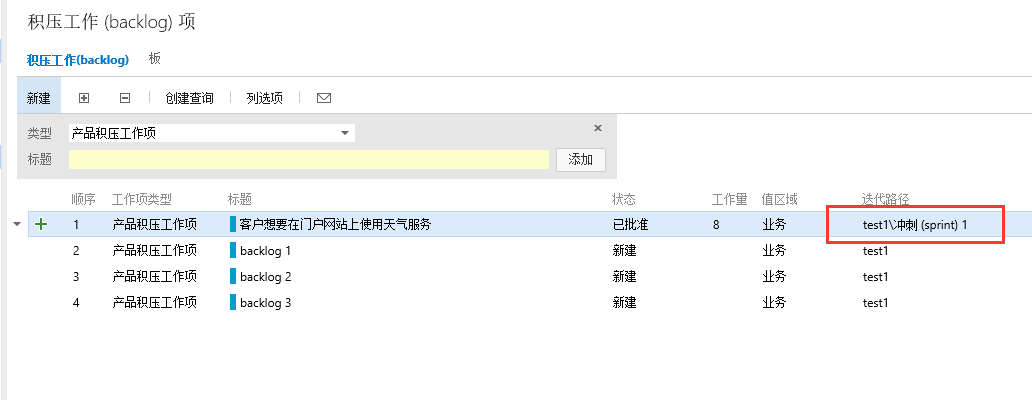 积压工作 (backlog) 项
积压工作(backlog) 板
新建 创建查询 列选项
类型 产品积压工作项
标题 添加
顺序 工作项类型 标题 状态 工作量 值区域 迭代路径
1 产品积压工作项 客户想要在门户网站上使用天气服务 已批准 8 业务 test1\冲刺 (sprint) 1
2 产品积压工作项 backlog 1 新建 业务 test1
3 产品积压工作项 backlog 2 新建 业务 test1
4 产品积压工作项 backlog 3 新建 业务 test1